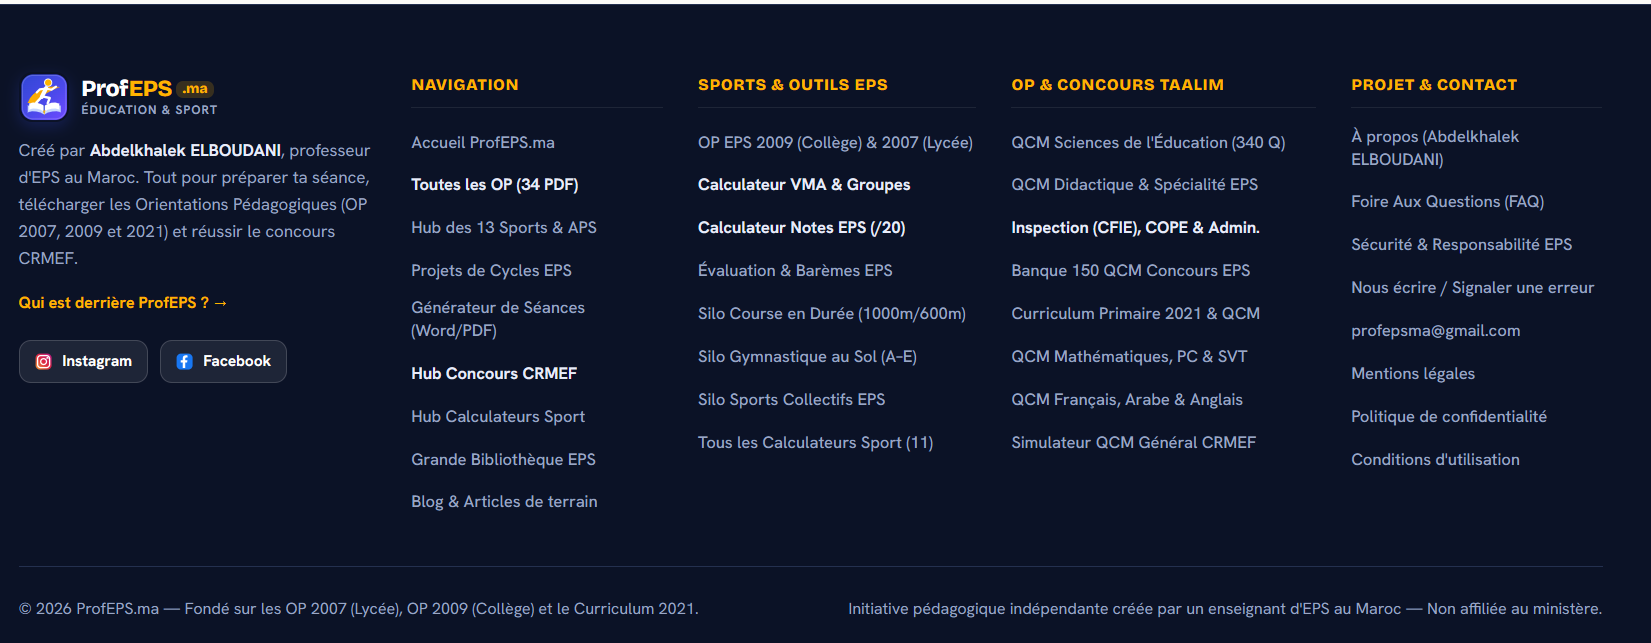 ProfEPS .ma
ÉDUCATION & SPORT
Créé par Abdelkhalek ELBOUDANI, professeur
d'EPS au Maroc. Tout pour préparer ta séance,
télécharger les Orientations Pédagogiques (OP
2007, 2009 et 2021) et réussir le concours
CRMEF.
Qui est derrière ProfEPS ? →
Instagram
Facebook
NAVIGATION
Accueil ProfEPS.ma
Toutes les OP (34 PDF)
Hub des 13 Sports & APS
Projets de Cycles EPS
Générateur de Séances
(Word/PDF)
Hub Concours CRMEF
Hub Calculateurs Sport
Grande Bibliothèque EPS
Blog & Articles de terrain
SPORTS & OUTILS EPS
OP EPS 2009 (Collège) & 2007 (Lycée)
Calculateur VMA & Groupes
Calculateur Notes EPS (/20)
Évaluation & Barèmes EPS
Silo Course en Durée (1000m/600m)
Silo Gymnastique au Sol (A–E)
Silo Sports Collectifs EPS
Tous les Calculateurs Sport (11)
OP & CONCOURS TAALIM
QCM Sciences de l'Éducation (340 Q)
QCM Didactique & Spécialité EPS
Inspection (CFIE), COPE & Admin.
Banque 150 QCM Concours EPS
Curriculum Primaire 2021 & QCM
QCM Mathématiques, PC & SVT
QCM Français, Arabe & Anglais
Simulateur QCM Général CRMEF
PROJET & CONTACT
À propos (Abdelkhalek
ELBOUDANI)
Foire Aux Questions (FAQ)
Sécurité & Responsabilité EPS
Nous écrire / Signaler une erreur
profepsma@gmail.com
Mentions légales
Politique de confidentialité
Conditions d'utilisation
© 2026 ProfEPS.ma — Fondé sur les OP 2007 (Lycée), OP 2009 (Collège) et le Curriculum 2021.
Initiative pédagogique indépendante créée par un enseignant d'EPS au Maroc — Non affiliée au ministère.